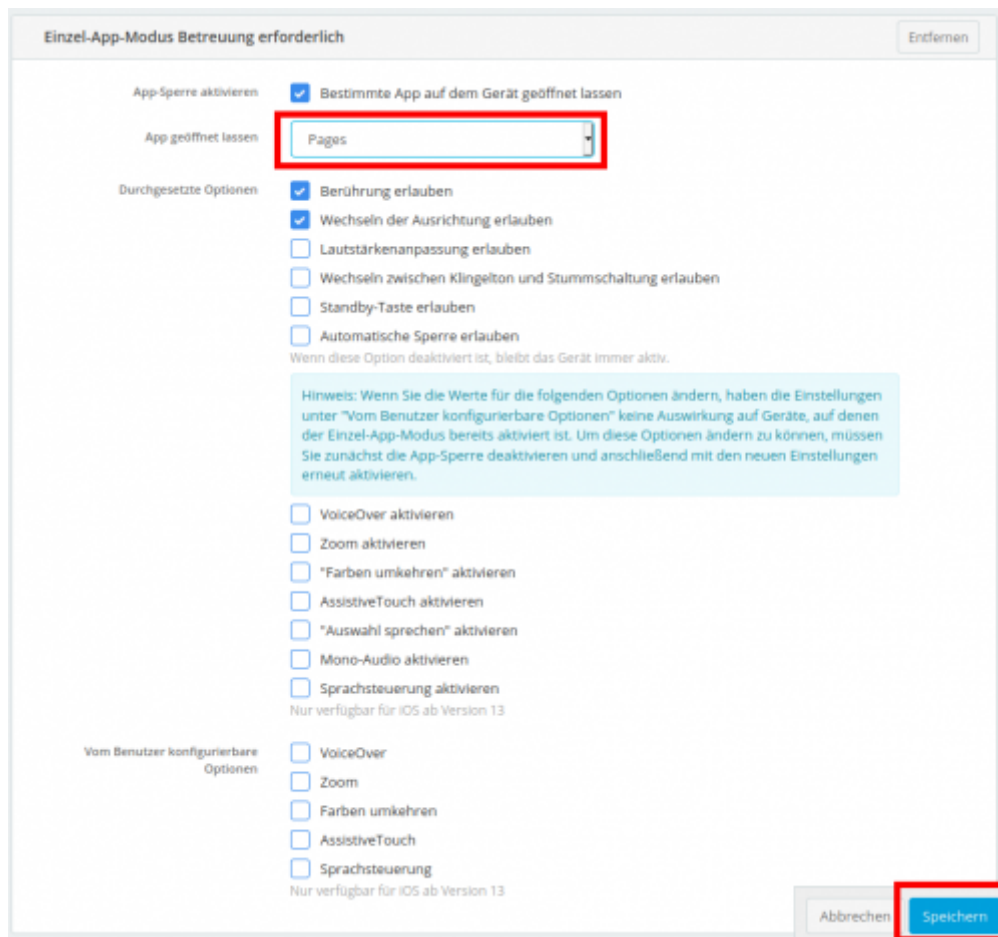 Einzel-App-Modus Betreuung erforderlich
Entfernen
App-Sperre aktivieren
Bestimmte App auf dem Gerät geöffnet lassen
App geöffnet lassen
Pages
Durchgesetzte Optionen
Berührung erlauben
Wechseln der Ausrichtung erlauben
Lautstärkenanpassung erlauben
Wechseln zwischen Klingelton und Stummschaltung erlauben
Standby-Taste erlauben
Automatische Sperre erlauben
Wenn diese Option deaktiviert ist, bleibt das Gerät immer aktiv.
Hinweis: Wenn Sie die Werte für die folgenden Optionen ändern, haben die Einstellungen
unter "Vom Benutzer konfigurierbare Optionen" keine Auswirkung auf Geräte, auf denen
der Einzel-App-Modus bereits aktiviert ist. Um diese Optionen ändern zu können, müssen
Sie zunächst die App-Sperre deaktivieren und anschließend mit den neuen Einstellungen
erneut aktivieren.
VoiceOver aktivieren
Zoom aktivieren
"Farben umkehren" aktivieren
AssistiveTouch aktivieren
"Auswahl sprechen" aktivieren
Mono-Audio aktivieren
Sprachsteuerung aktivieren
Nur verfügbar für iOS ab Version 13
Vom Benutzer konfigurierbare
Optionen
VoiceOver
Zoom
Farben umkehren
AssistiveTouch
Sprachsteuerung
Nur verfügbar für iOS ab Version 13
Abbrechen
Speichern